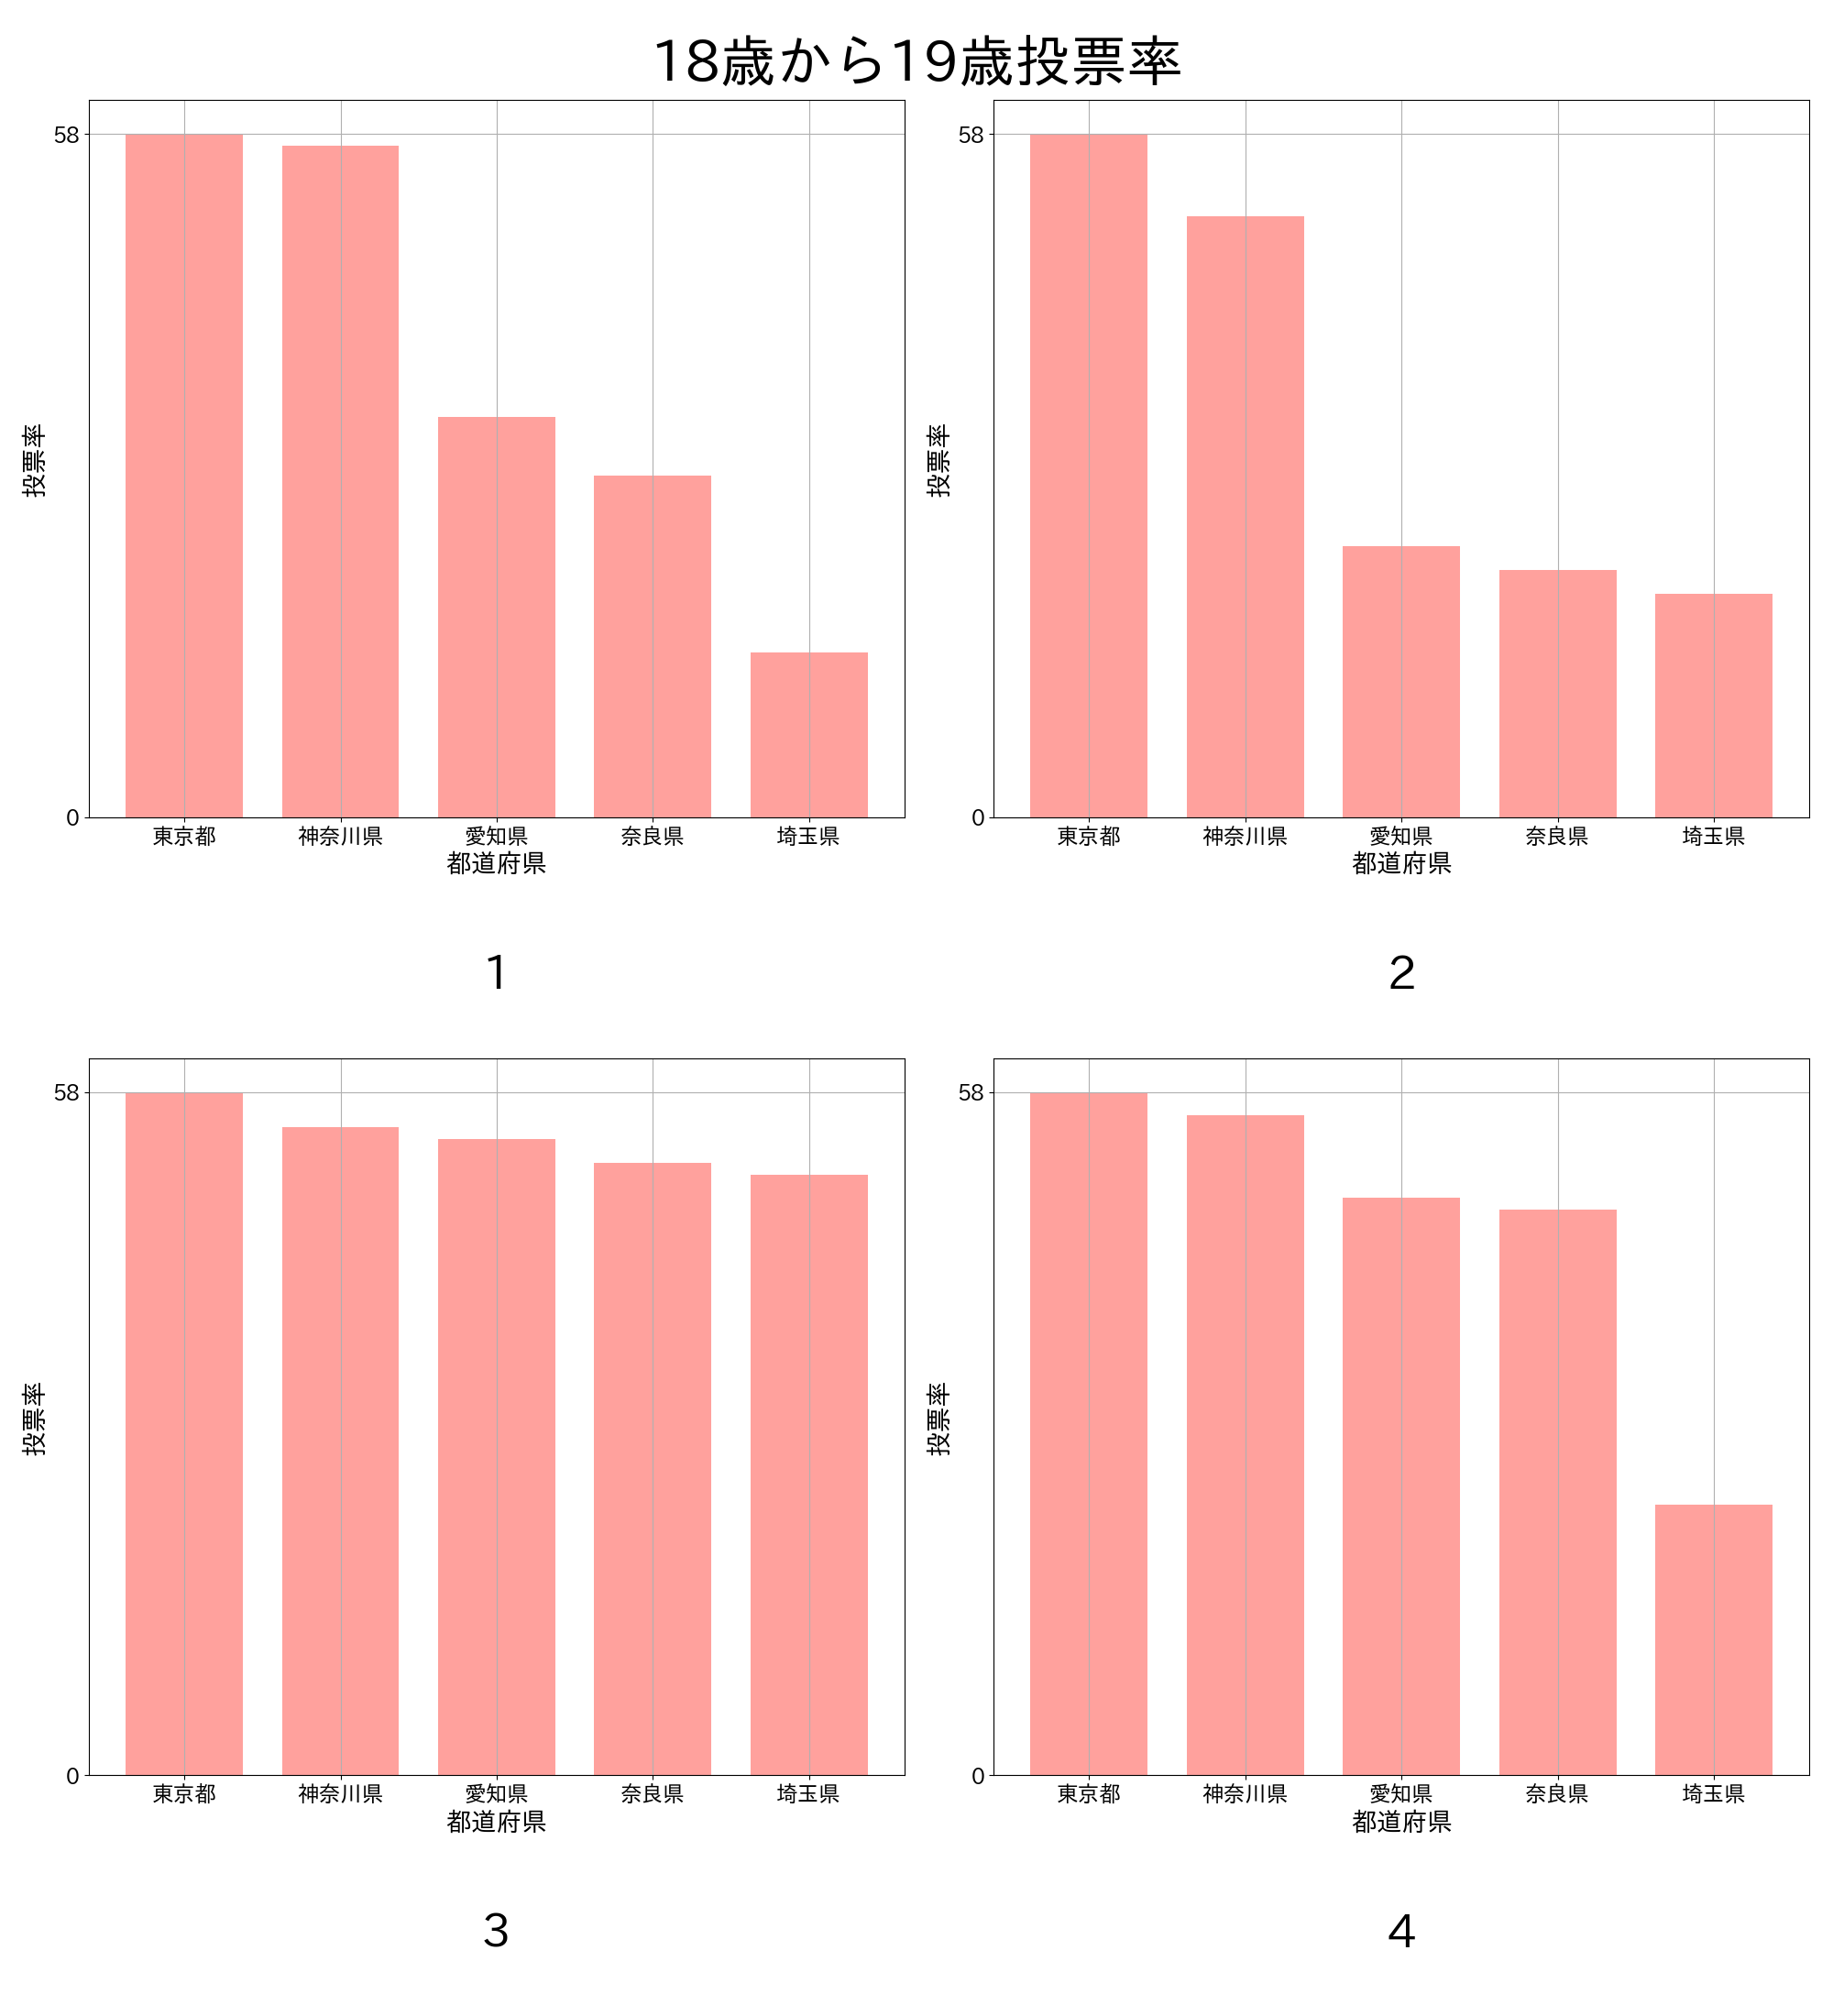 18歳から19歳投票率
58
0
投票率
東京都 神奈川県 愛知県 奈良県 埼玉県
都道府県
1
58
0
投票率
東京都 神奈川県 愛知県 奈良県 埼玉県
都道府県
2
58
0
投票率
東京都 神奈川県 愛知県 奈良県 埼玉県
都道府県
3
58
0
投票率
東京都 神奈川県 愛知県 奈良県 埼玉県
都道府県
4